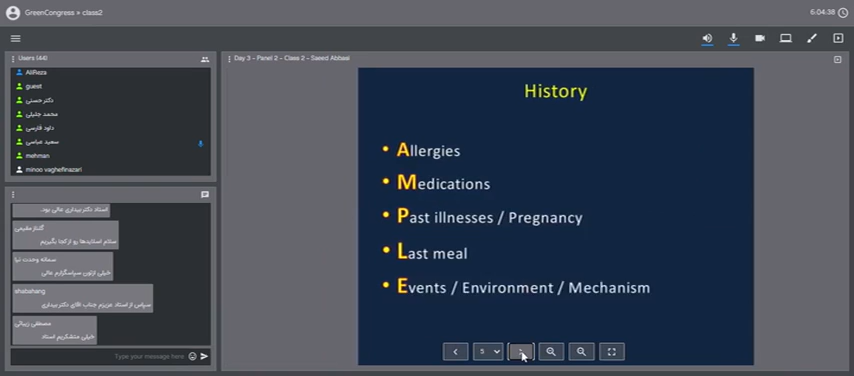 GreenCongress » class2
6:04:38
Users (44)
AliReza
guest
دکتر حسنی
محمد جلیلی
داود فارسی
سعید عباسی
mehman
minoo vaghefinazari
استاد دکتر بیداری عالی بود.
گلناز مقیمی
سلام اسلایدها رو ازکجا بگیریم
سمانه وحدت نیا
خیلی ازتون سپاسگزارم عالی
shabahang
سپاس از استاد عزیزم جناب اقای دکتر بیداری
مصطفی زیبائی
خیلی متشکریم استاد
Type your message here
Day 3 - Panel 2 - Class 2 - Saeed Abbasi
History
• Allergies
• Medications
• Past illnesses / Pregnancy
• Last meal
• Events / Environment / Mechanism
5